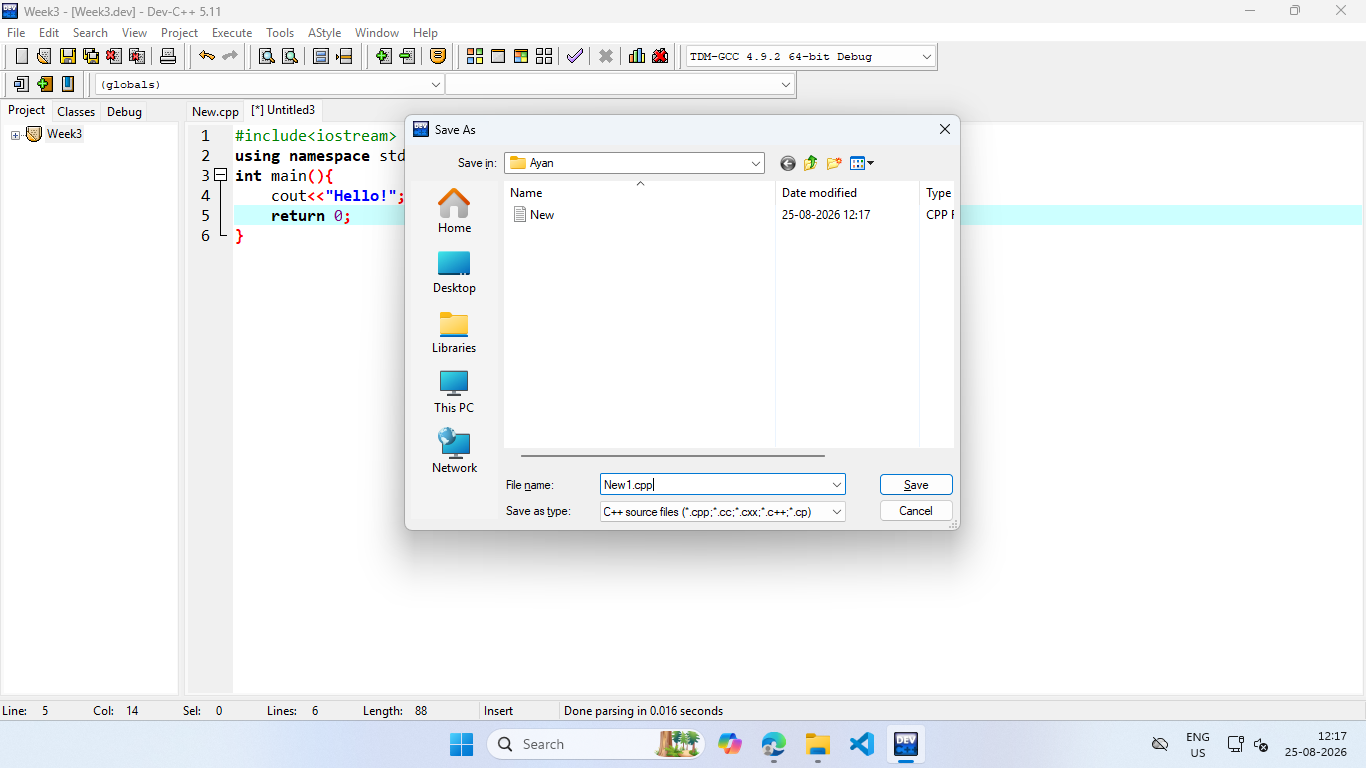 Week3 - [Week3.dev] - Dev-C++ 5.11
File Edit Search View Project Execute Tools AStyle Window Help
TDM-GCC 4.9.2 64-bit Debug
(globals)
Project Classes Debug
New.cpp [*] Untitled3
Week3
1 #include<iostream>
2 using namespace std
3 int main(){
4 cout<<"Hello!";
5 return 0;
6 }
DEV
Save As
Save in: Ayan
Home
Desktop
Libraries
This PC
Network
Name Date modified Type
New 25-08-2026 12:17 CPP F
File name: New1.cpp
Save
Save as type: C++ source files (*.cpp;*.cc;*.cxx;*.c++;*.cp)
Cancel
Line: 5 Col: 14 Sel: 0 Lines: 6 Length: 88 Insert Done parsing in 0.016 seconds
Search
DEV
ENG
US
12:17
25-08-2026